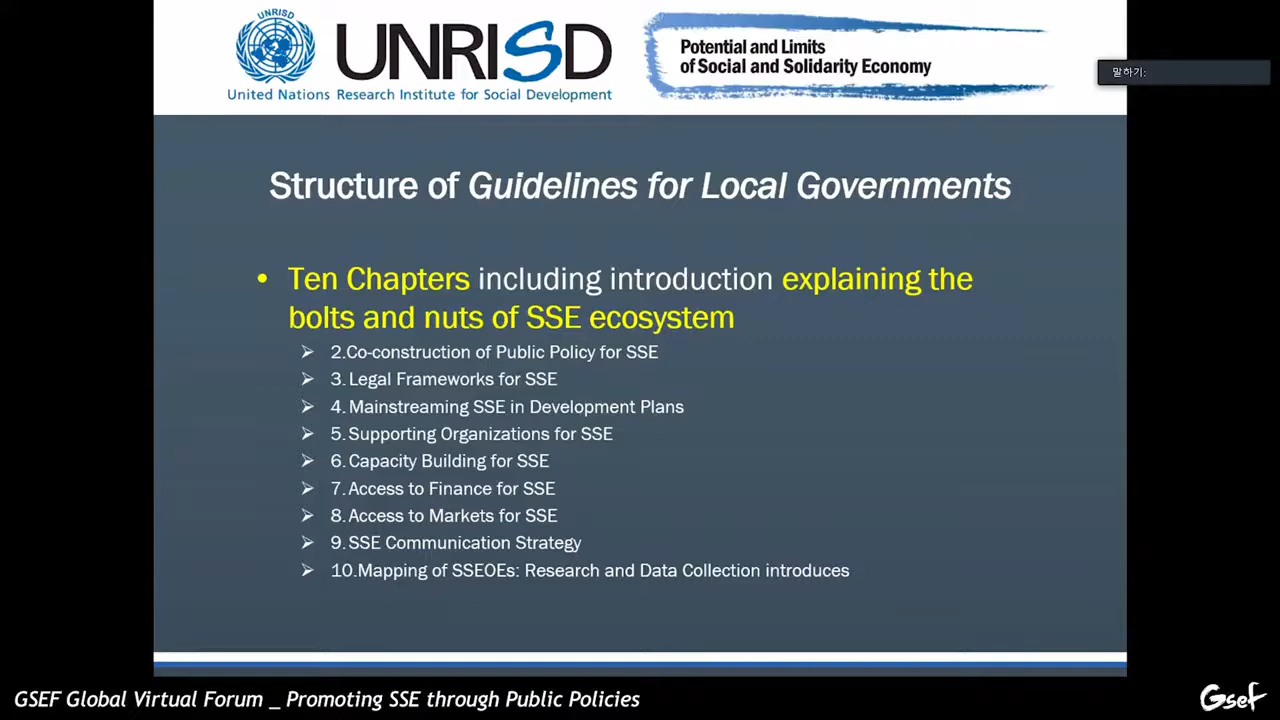 UNRISD
UNRISD
United Nations Research Institute for Social Development
Potential and Limits
of Social and Solidarity Economy
말하기:
Structure of Guidelines for Local Governments
• Ten Chapters including introduction explaining the
bolts and nuts of SSE ecosystem
➢ 2.Co-construction of Public Policy for SSE
➢ 3. Legal Frameworks for SSE
➢ 4. Mainstreaming SSE in Development Plans
➢ 5. Supporting Organizations for SSE
➢ 6. Capacity Building for SSE
➢ 7. Access to Finance for SSE
➢ 8. Access to Markets for SSE
➢ 9. SSE Communication Strategy
➢ 10.Mapping of SSEOEs: Research and Data Collection introduces
GSEF Global Virtual Forum _ Promoting SSE through Public Policies
Gsef